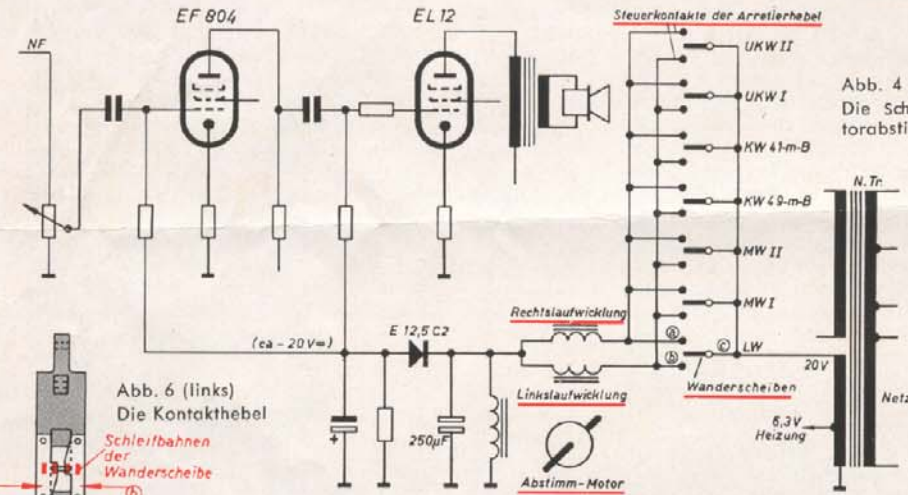 EF 804
EL 12
Steuerkontakte der Arretierhebel
NF
UKW II
UKW I
KW 41-m-B
KW 49-m-B
MW II
MW I
LW
Abb. 4
Die Sch
torabsti
N. Tr.
Rechtslaufwicklung
a
b
c
(ca - 20V=)
E 12,5 C2
20V
Linkslaufwicklung
Wanderscheiben
Netz
Abb. 6 (links)
Die Kontakthebel
Schleifbahnen
der
Wanderscheibe
b
+
250µF
6,3V
Heizung
Abstimm-Motor